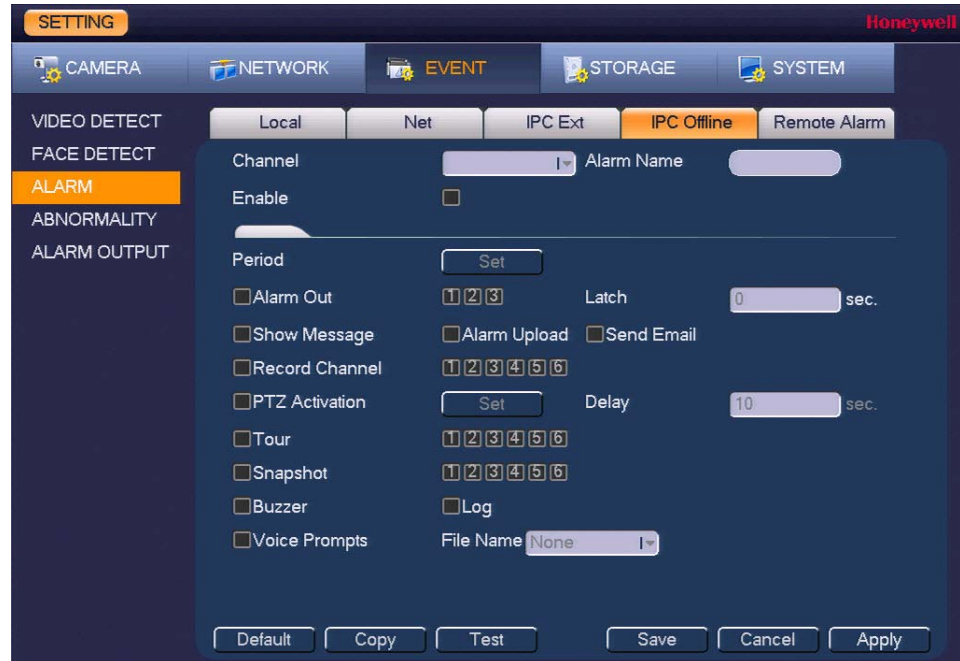 SETTING Honeywell
CAMERA NETWORK EVENT STORAGE SYSTEM
VIDEO DETECT
FACE DETECT
ALARM
ABNORMALITY
ALARM OUTPUT
Local Net IPC Ext IPC Offline Remote Alarm
Channel Alarm Name
Enable
Period Set
Alarm Out 1 2 3 Latch 0 sec.
Show Message Alarm Upload Send Email
Record Channel 1 2 3 4 5 6
PTZ Activation Set Delay 10 sec.
Tour 1 2 3 4 5 6
Snapshot 1 2 3 4 5 6
Buzzer Log
Voice Prompts File Name None
Default Copy Test Save Cancel Apply